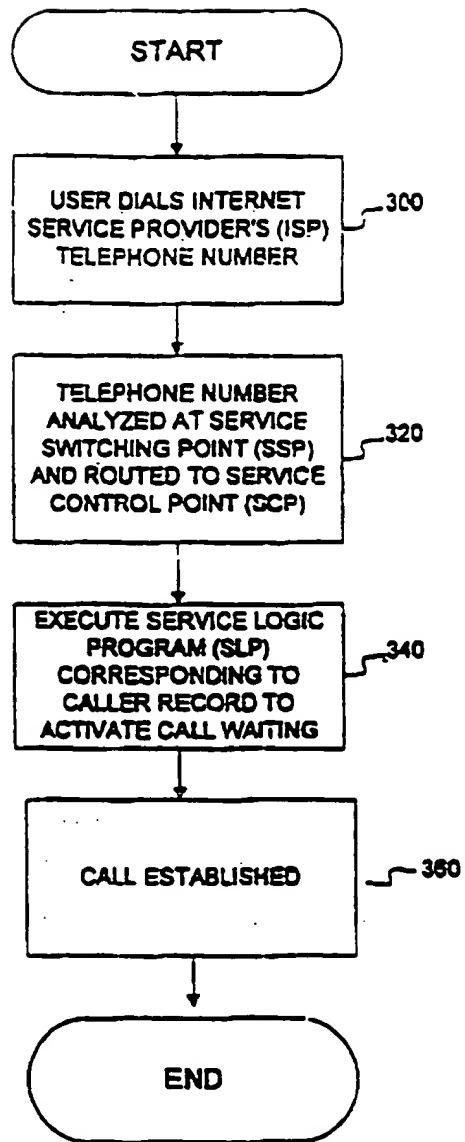 START
USER DIALS INTERNET
SERVICE PROVIDER'S (ISP)
TELEPHONE NUMBER
300
TELEPHONE NUMBER
ANALYZED AT SERVICE
SWITCHING POINT (SSP)
AND ROUTED TO SERVICE
CONTROL POINT (SCP)
320
EXECUTE SERVICE LOGIC
PROGRAM (SLP)
CORRESPONDING TO
CALLER RECORD TO
ACTIVATE CALL WAITING
340
CALL ESTABLISHED
360
END